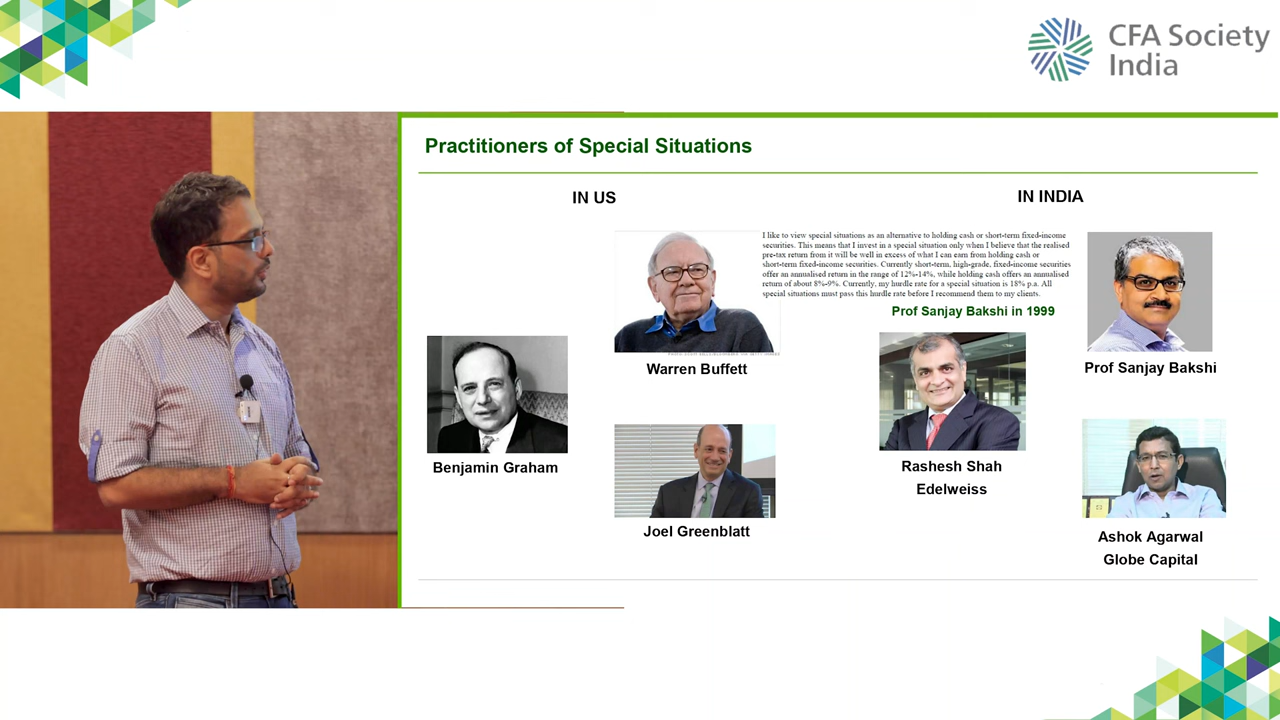 CFA Society
India
Practitioners of Special Situations
IN US
IN INDIA
I like to view special situations as an alternative to holding cash or short-term fixed-income
securities. This means that I invest in a special situation only when I believe that the realised
pre-tax return from it will be well in excess of what I can earn from holding cash or
short-term fixed-income securities. Currently short-term, high-grade, fixed-income securities
offer an annualised return in the range of 12%-14%, while holding cash offers an annualised
return of about 8%-9%. Currently, my hurdle rate for a special situation is 18% p.a. All
special situations must pass this hurdle rate before I recommend them to my clients.
Prof Sanjay Bakshi in 1999
Warren Buffett
Prof Sanjay Bakshi
Benjamin Graham
Rashesh Shah
Edelweiss
Joel Greenblatt
Ashok Agarwal
Globe Capital